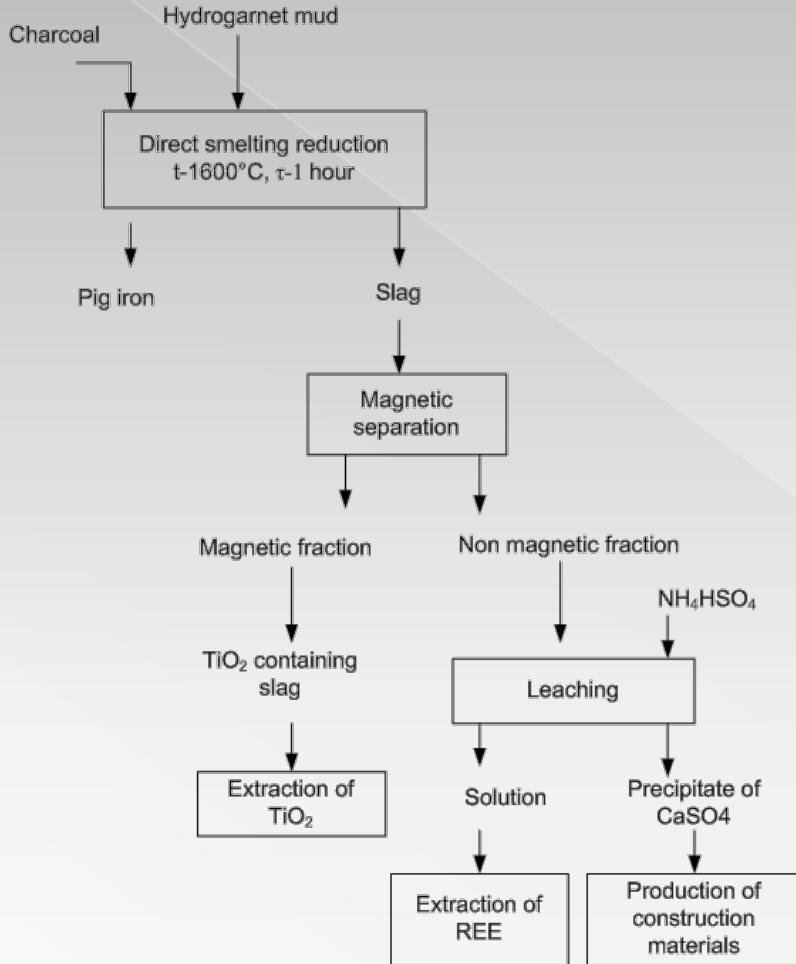 Hydrogarnet mud
Charcoal
Direct smelting reduction
t-1600°C, τ-1 hour
Pig iron
Slag
Magnetic
separation
Magnetic fraction
Non magnetic fraction
NH₄HSO₄
TiO₂ containing
slag
Leaching
Extraction of
TiO₂
Solution
Precipitate of
CaSO4
Extraction of
REE
Production of
construction
materials